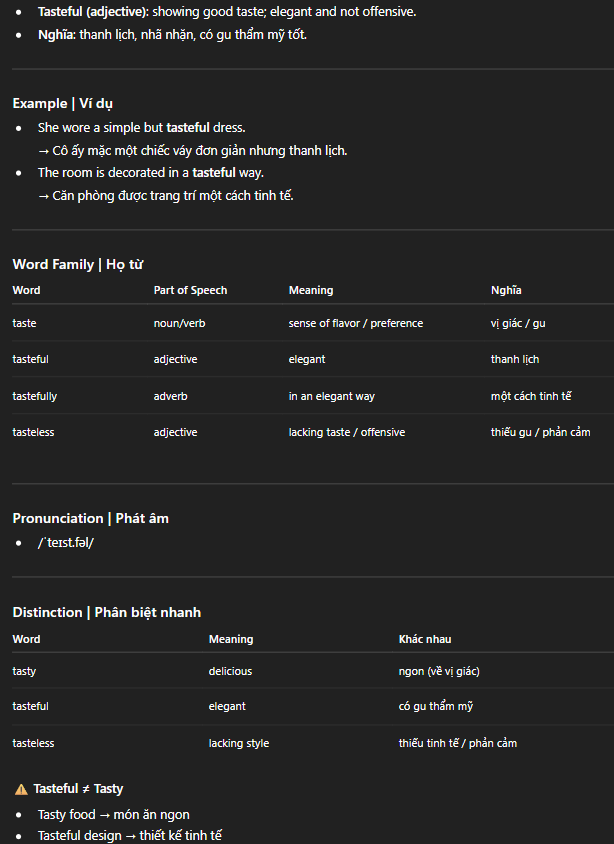 Tasteful (adjective): showing good taste; elegant and not offensive.
Nghĩa: thanh lịch, nhã nhặn, có gu thẩm mỹ tốt.
Example | Ví dụ
She wore a simple but tasteful dress.
→ Cô ấy mặc một chiếc váy đơn giản nhưng thanh lịch.
The room is decorated in a tasteful way.
→ Căn phòng được trang trí một cách tinh tế.
Word Family | Họ từ
Word Part of Speech Meaning Nghĩa
taste noun/verb sense of flavor / preference vị giác / gu
tasteful adjective elegant thanh lịch
tastefully adverb in an elegant way một cách tinh tế
tasteless adjective lacking taste / offensive thiếu gu / phản cảm
Pronunciation | Phát âm
/ˈteɪst.fəl/
Distinction | Phân biệt nhanh
Word Meaning Khác nhau
tasty delicious ngon (về vị giác)
tasteful elegant có gu thẩm mỹ
tasteless lacking style thiếu tinh tế / phản cảm
⚠️ Tasteful ≠ Tasty
Tasty food → món ăn ngon
Tasteful design → thiết kế tinh tế